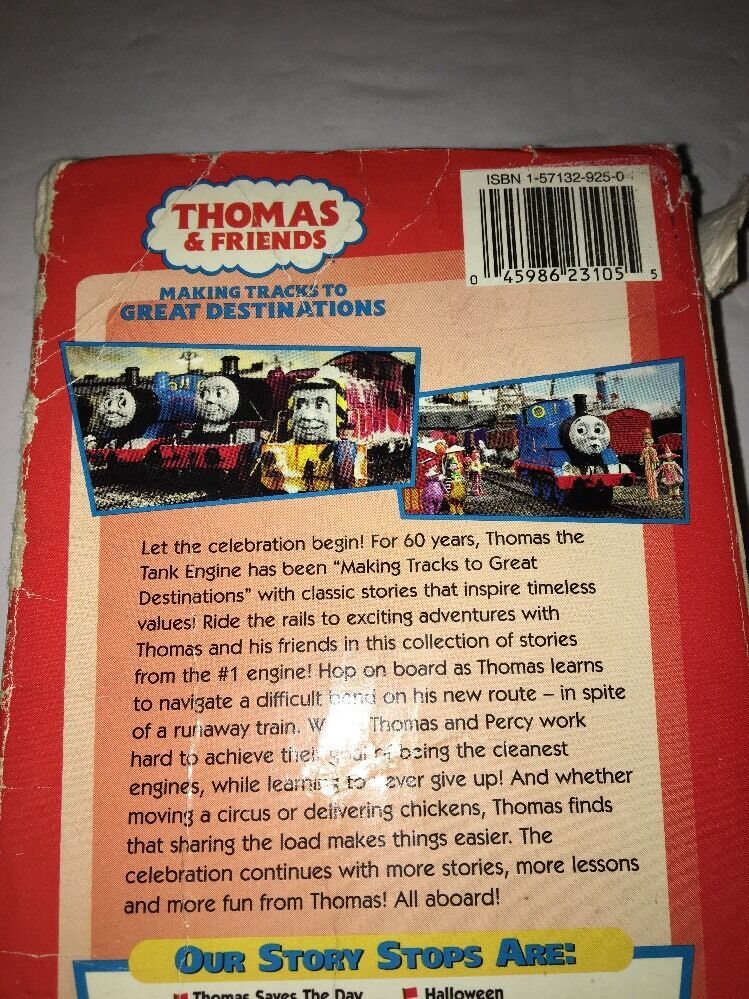 THOMAS
& FRIENDS
ISBN 1-57132-925-0
0 45986 23105 5
MAKING TRACKS TO
GREAT DESTINATIONS
Let the celebration begin! For 60 years, Thomas the
Tank Engine has been "Making Tracks to Great
Destinations" with classic stories that inspire timeless
values! Ride the rails to exciting adventures with
Thomas and his friends in this collection of stories
from the #1 engine! Hop on board as Thomas learns
to navigate a difficult bend on his new route – in spite
of a runaway train. Thomas and Percy work
hard to achieve their goal of being the cleanest
engines, while learning to never give up! And whether
moving a circus or delivering chickens, Thomas finds
that sharing the load makes things easier. The
celebration continues with more stories, more lessons
and more fun from Thomas! All aboard!
OUR STORY STOPS ARE:
Thomas Saves The Day
Halloween